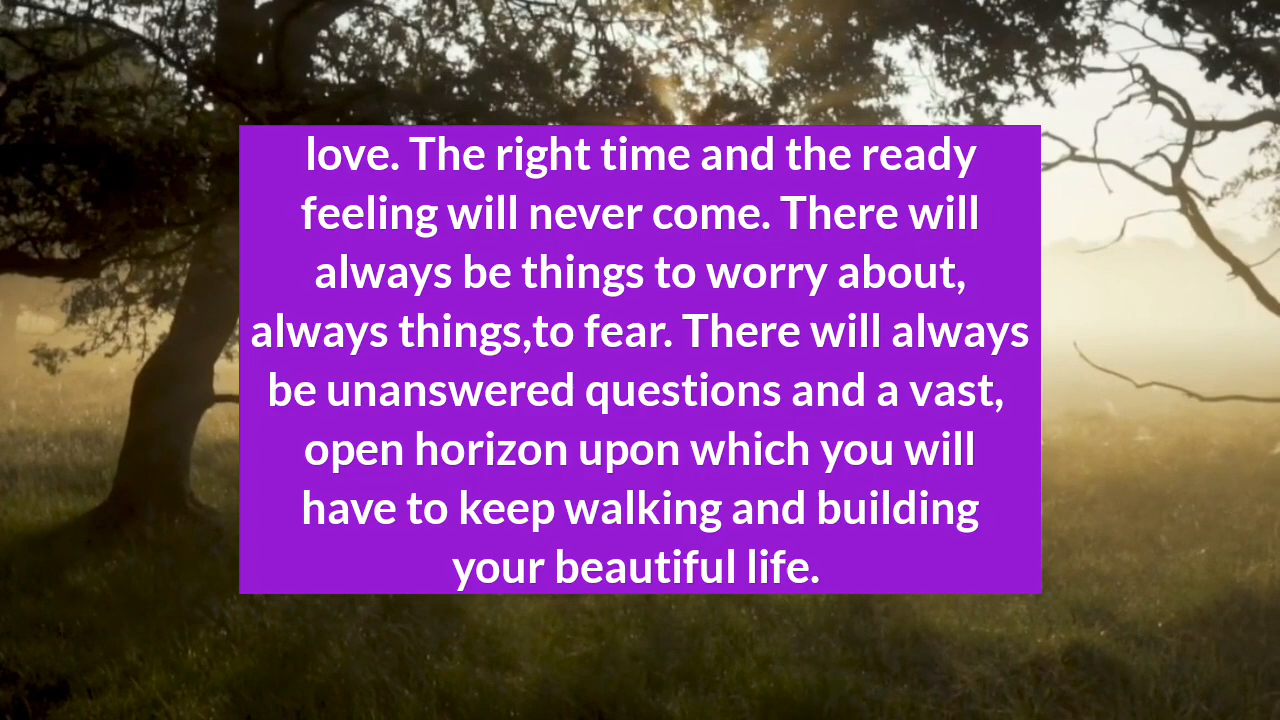 love. The right time and the ready
feeling will never come. There will
always be things to worry about,
always things,to fear. There will always
be unanswered questions and a vast,
open horizon upon which you will
have to keep walking and building
your beautiful life.